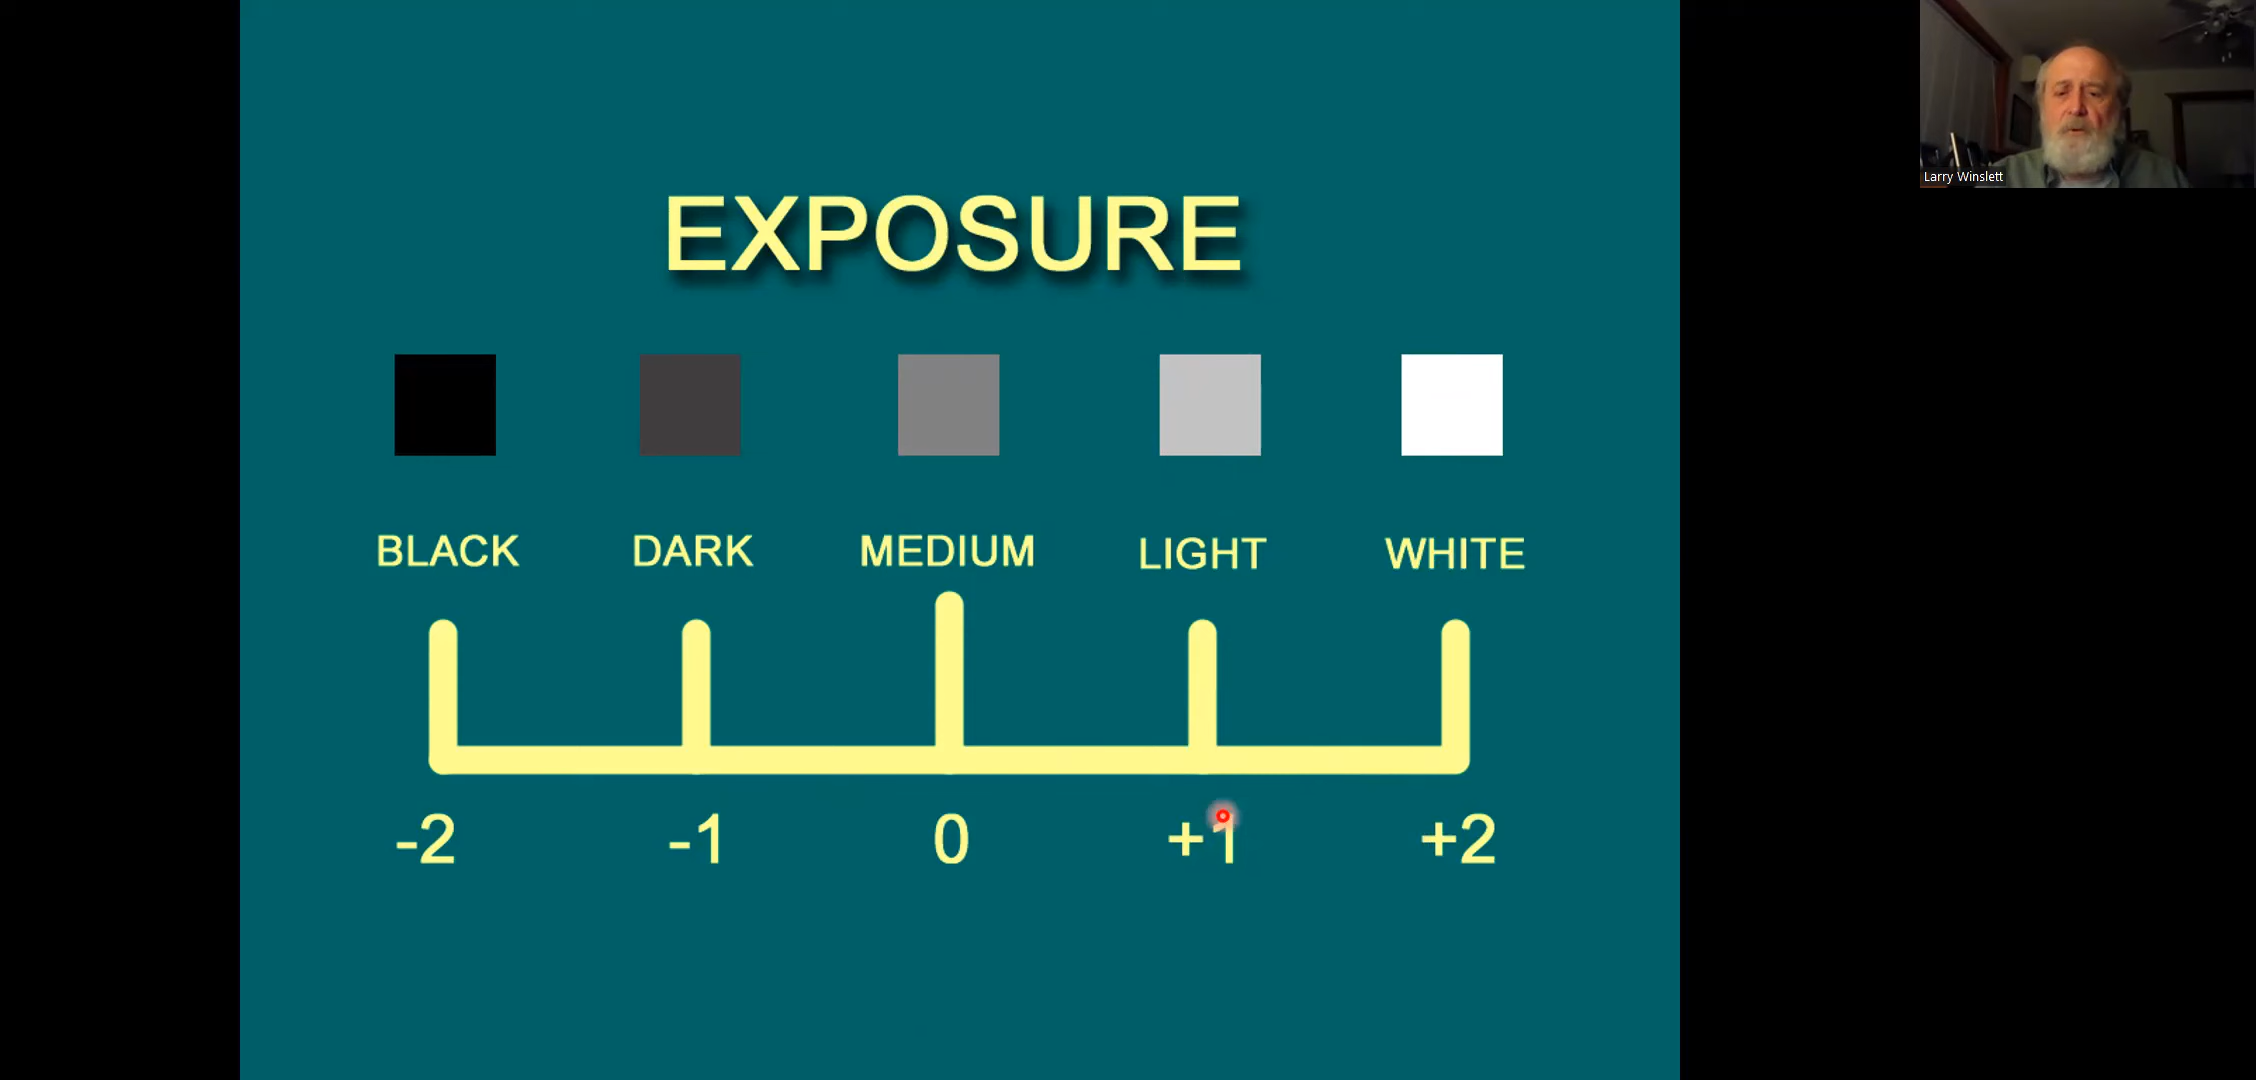 EXPOSURE
BLACK DARK MEDIUM LIGHT WHITE
-2 -1 0 +1 +2
Larry Winslett